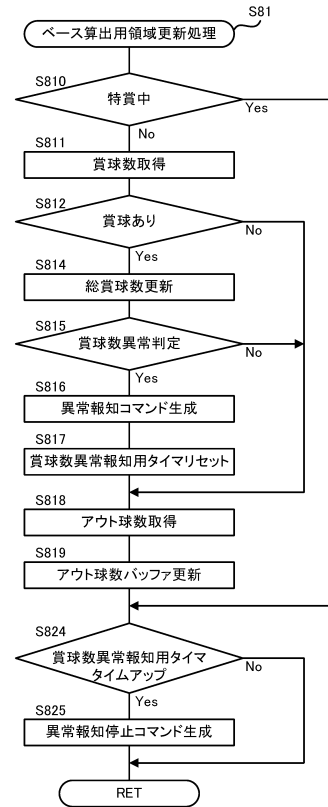 S81
ベース算出用領域更新処理
S810
特賞中
Yes
No
S811
賞球数取得
S812
賞球あり
No
Yes
S814
総賞球数更新
S815
賞球数異常判定
No
Yes
S816
異常報知コマンド生成
S817
賞球数異常報知用タイマリセット
S818
アウト球数取得
S819
アウト球数バッファ更新
S824
賞球数異常報知用タイマ
タイムアップ
No
Yes
S825
異常報知停止コマンド生成
RET